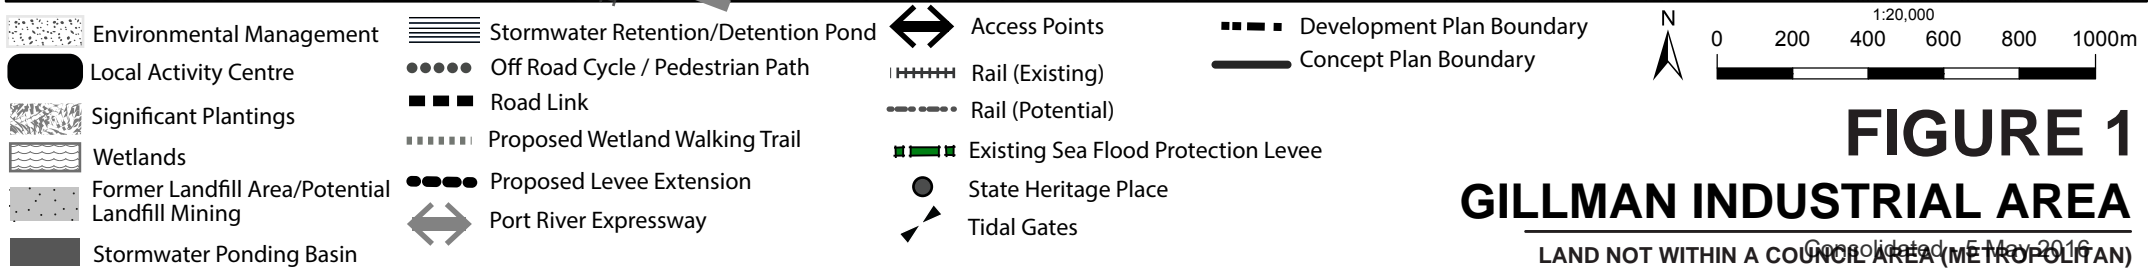 Environmental Management
Local Activity Centre
Significant Plantings
Wetlands
Former Landfill Area/Potential
Landfill Mining
Stormwater Ponding Basin
Stormwater Retention/Detention Pond
Off Road Cycle / Pedestrian Path
Road Link
Proposed Wetland Walking Trail
Proposed Levee Extension
Port River Expressway
Access Points
Rail (Existing)
Rail (Potential)
Existing Sea Flood Protection Levee
State Heritage Place
Tidal Gates
Development Plan Boundary
Concept Plan Boundary
N
1:20,000
0 200 400 600 800 1000m
FIGURE 1
GILLMAN INDUSTRIAL AREA
LAND NOT WITHIN A COUNCIL AREA (METROPOLITAN)
Consolidated - 5 May 2016